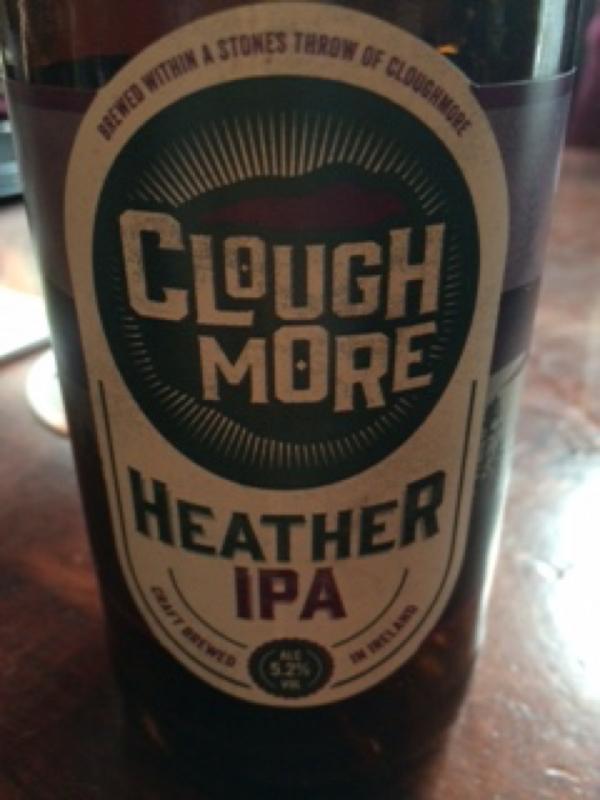 BREWED WITHIN A STONES THROW OF CLOUGHMORE
CLOUGH
MORE
HEATHER
IPA
CRAFT BREWED IN IRELAND
ALC
5.2%
VOL